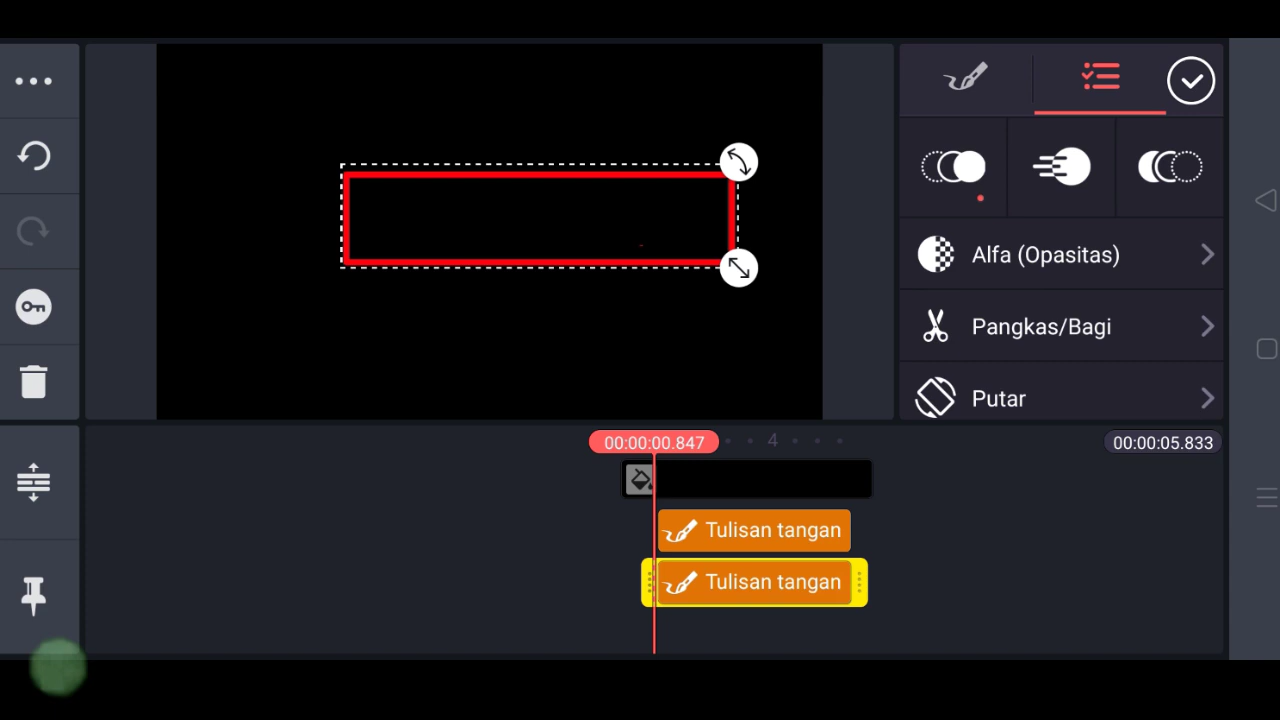 Alfa (Opasitas)
Pangkas/Bagi
Putar
00:00:00.847
4
00:00:05.833
Tulisan tangan
Tulisan tangan